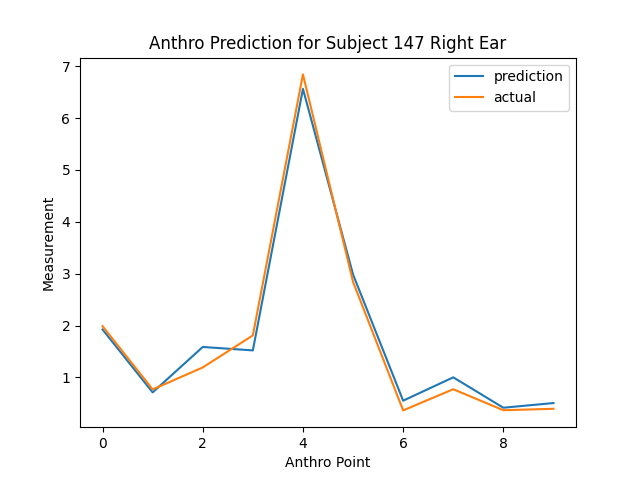 Anthro Prediction for Subject 147 Right Ear
prediction
actual
Measurement
7
6
5
4
3
2
1
0 2 4 6 8
Anthro Point